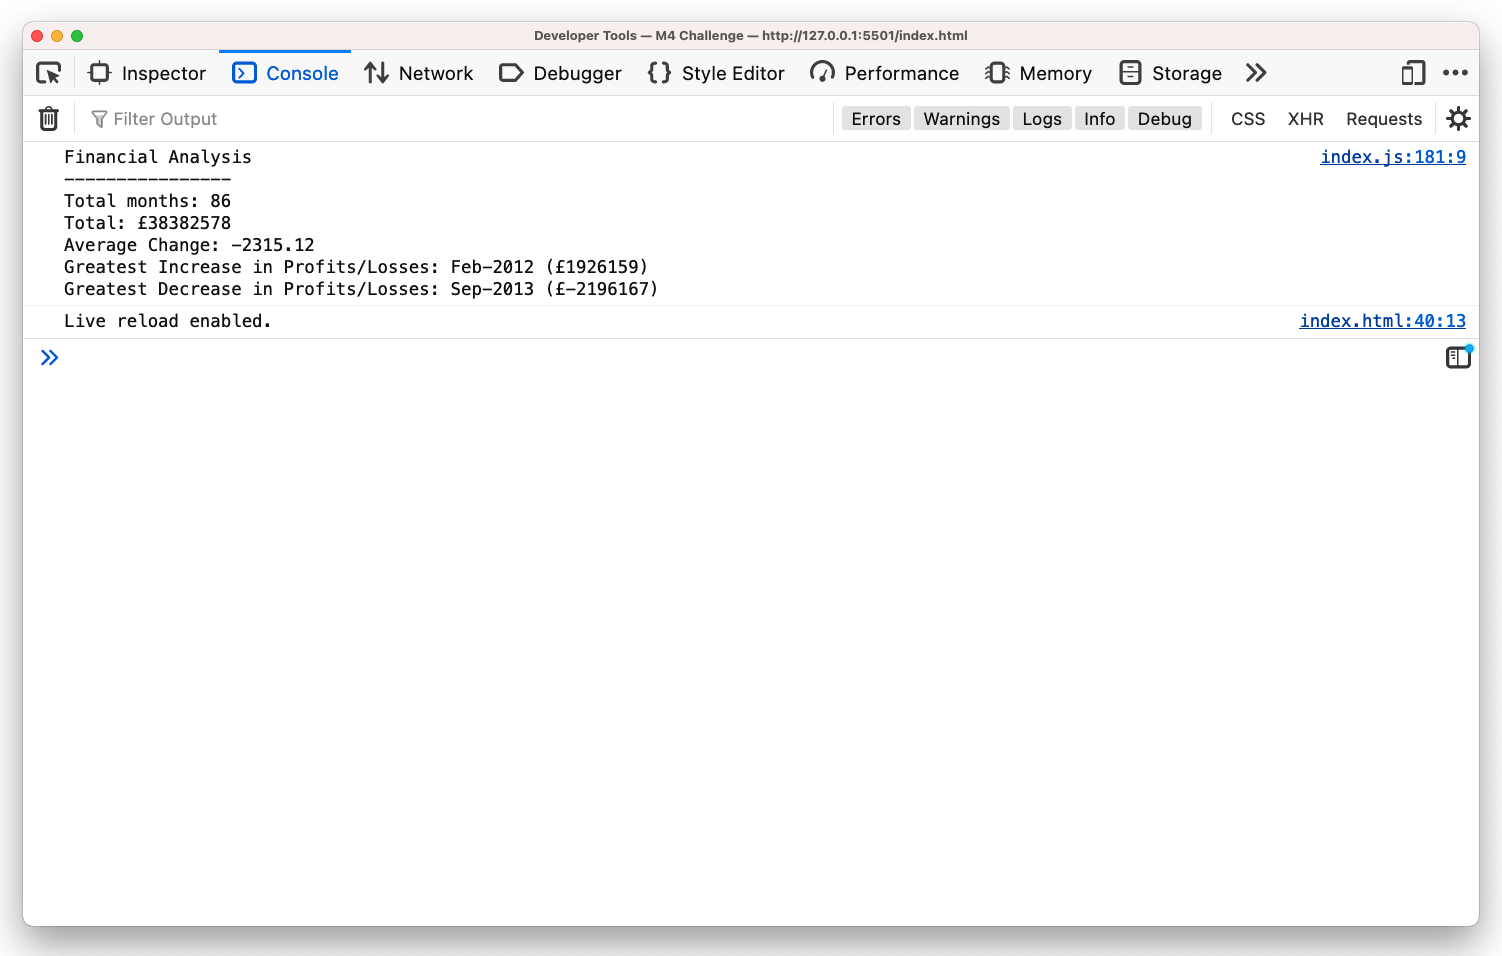 Developer Tools — M4 Challenge — http://127.0.0.1:5501/index.html
Inspector Console Network Debugger Style Editor Performance Memory Storage
Filter Output Errors Warnings Logs Info Debug CSS XHR Requests
Financial Analysis index.js:181:9
----------------
Total months: 86
Total: £38382578
Average Change: -2315.12
Greatest Increase in Profits/Losses: Feb-2012 (£1926159)
Greatest Decrease in Profits/Losses: Sep-2013 (£-2196167)
Live reload enabled. index.html:40:13